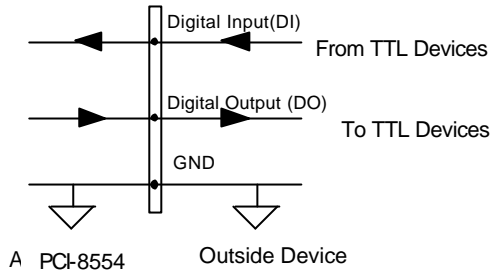 Digital Input(DI)
From TTL Devices
Digital Output (DO)
To TTL Devices
GND
A PCI-8554
Outside Device